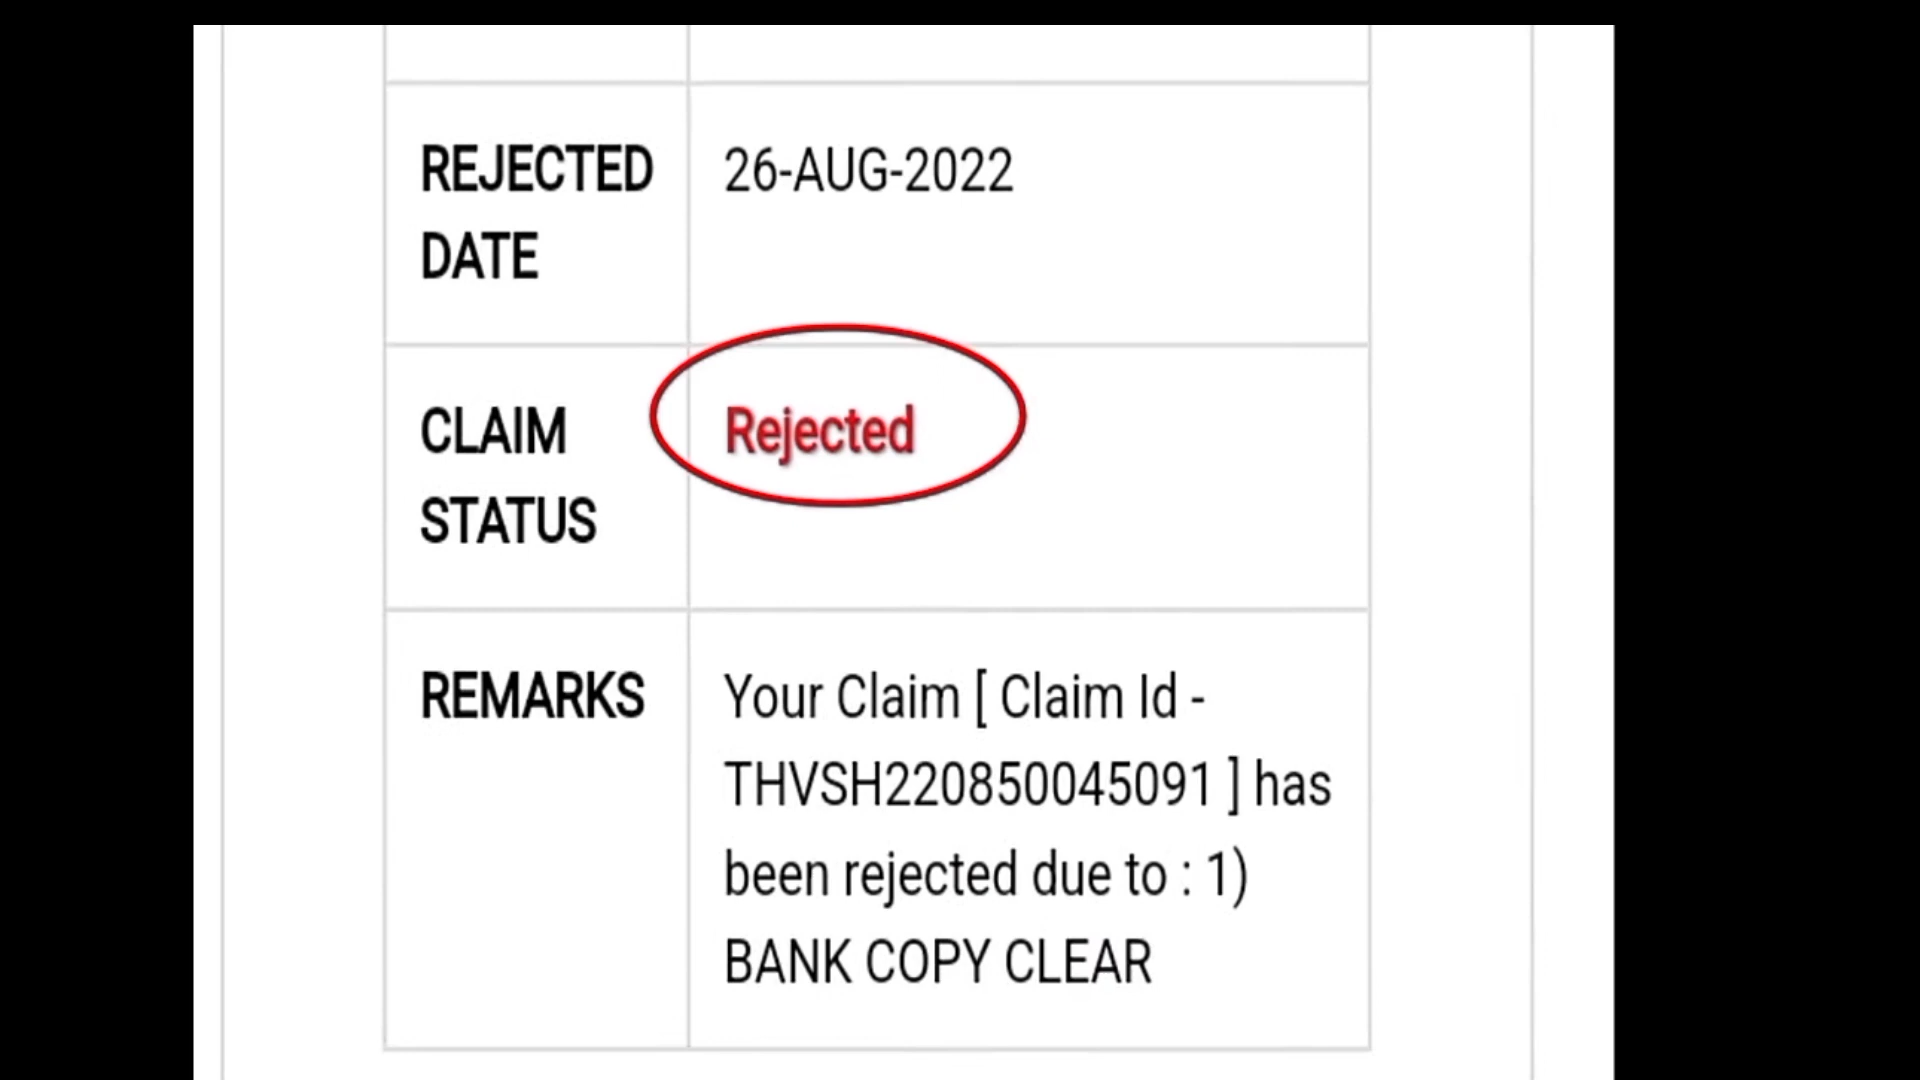 REJECTED 26-AUG-2022
DATE
CLAIM Rejected
STATUS
REMARKS Your Claim [ Claim Id -
THVSH220850045091 ] has
been rejected due to : 1)
BANK COPY CLEAR